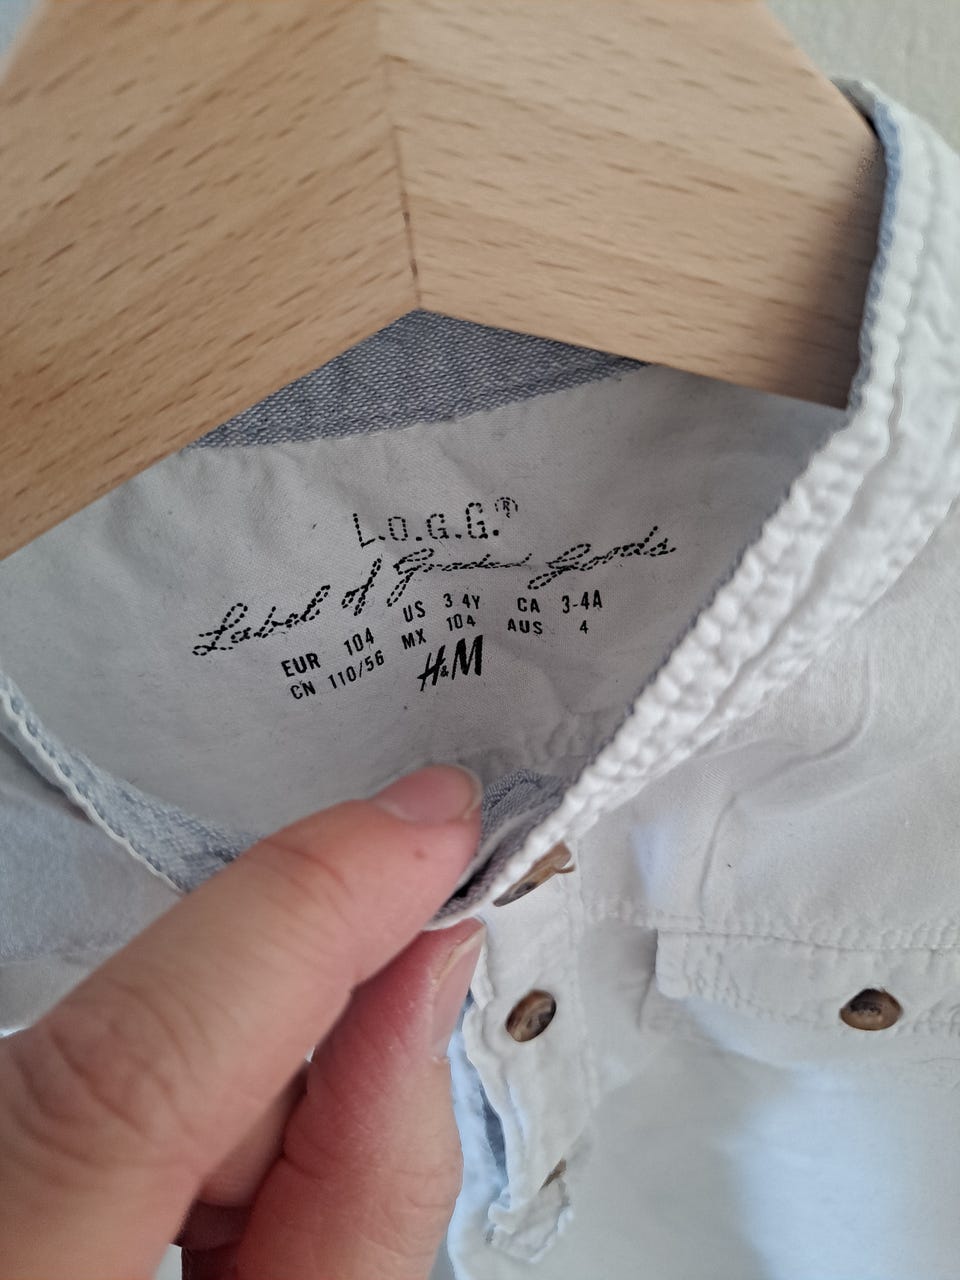 L.O.G.G.®
Label of Graded Goods
EUR 104 US 3 4Y CA 3-4A
CN 110/56 MX 104 AUS 4
H&M